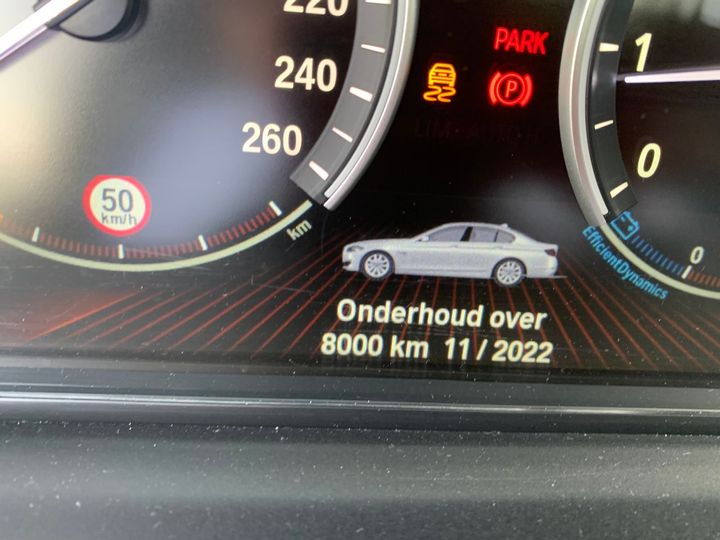 220
240
260
50
km/h
km
PARK
P
1
0
0
EfficientDynamics
Onderhoud over
8000 km 11/2022